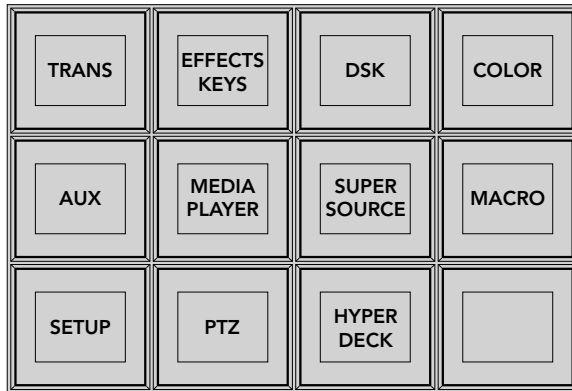 TRANS
EFFECTS
KEYS
DSK
COLOR
AUX
MEDIA
PLAYER
SUPER
SOURCE
MACRO
SETUP
PTZ
HYPER
DECK